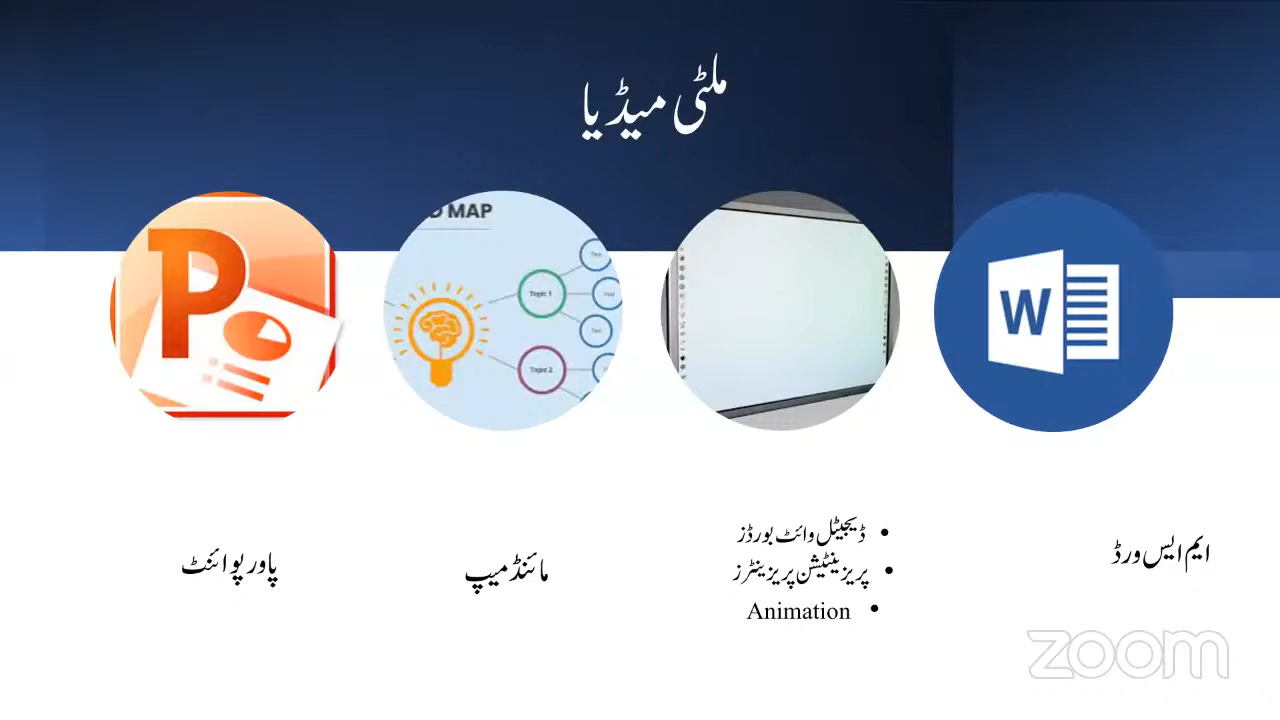 ملٹی میڈیا
D MAP
Topic 1
Topic 2
Text
W
P
ایم ایس ورڈ
• ڈیجیٹل وائٹ بورڈز
• پریزینٹیشن پریزینٹرز
• Animation
مائنڈ میپ
پاور پوائنٹ
zoom